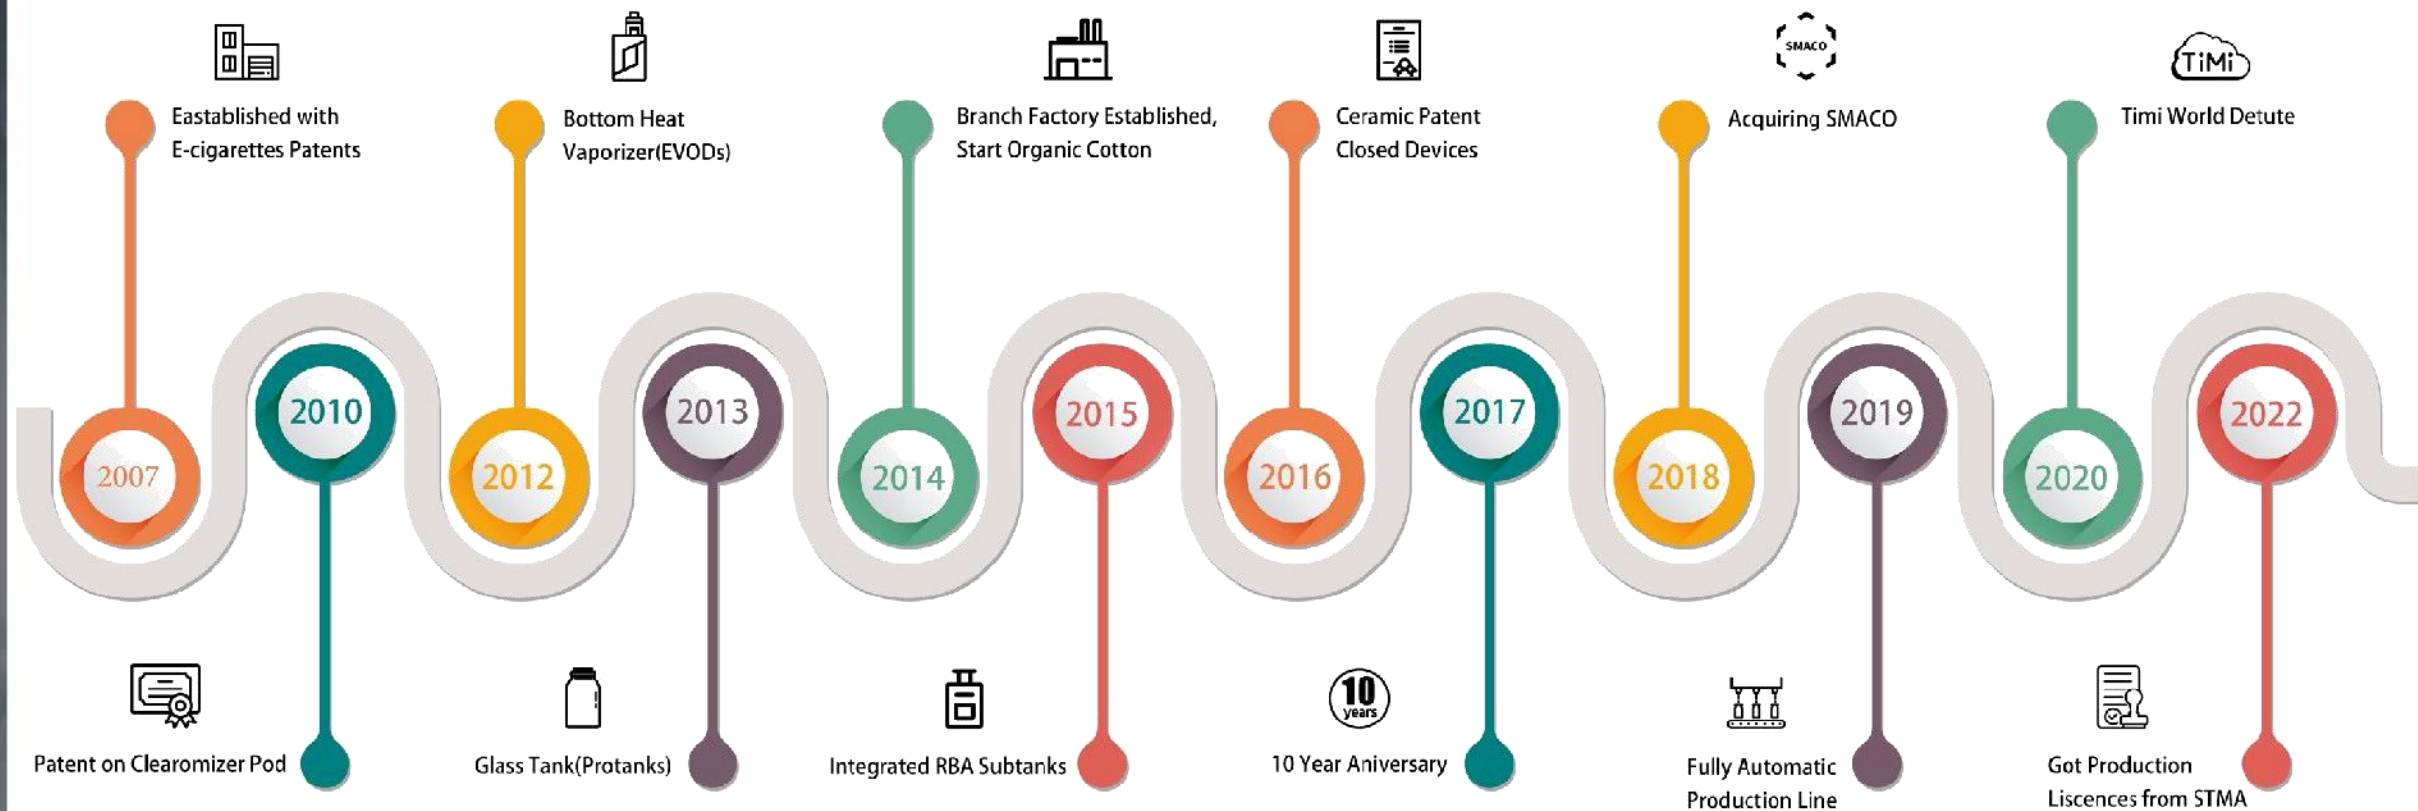 SMACO
TiMi
Eastablished with
E-cigarettes Patents
Bottom Heat
Vaporizer(EVODs)
Branch Factory Established,
Start Organic Cotton
Ceramic Patent
Closed Devices
Acquiring SMACO
Timi World Detute
2007
2010
2012
2013
2014
2015
2016
2017
2018
2019
2020
2022
10
years
Patent on Clearomizer Pod
Glass Tank(Protanks)
Integrated RBA Subtanks
10 Year Aniversary
Fully Automatic
Production Line
Got Production
Liscences from STMA